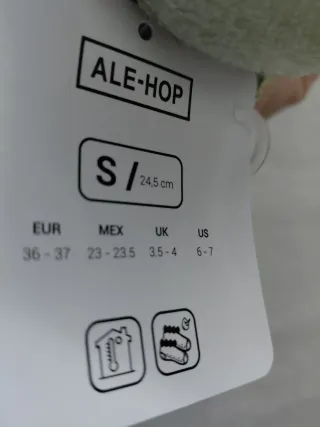 ALE-HOP
S / 24,5 cm
EUR MEX UK US
36 - 37 23 - 23.5 3.5 - 4 6 - 7